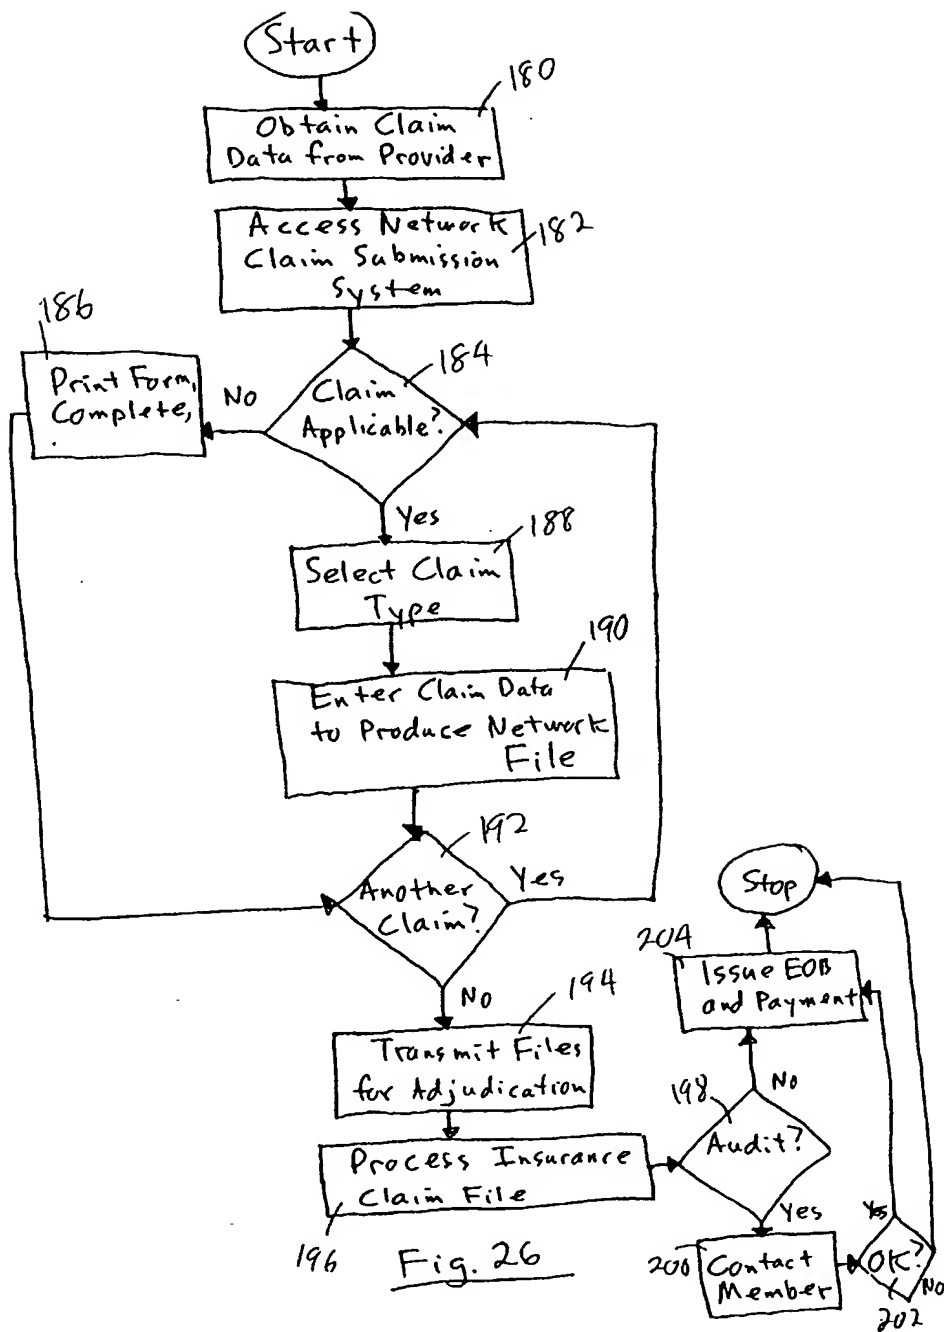 Start
180
Obtain Claim
Data from Provider
Access Network
Claim Submission
System
182
186
Print Form,
Complete,
.
No
184
Claim
Applicable?
Yes
188
Select Claim
Type
190
Enter Claim Data
to Produce Network
File
192
Another
Claim?
Yes
No
194
Transmit Files
for Adjudication
Process Insurance
Claim File
196
Stop
204
Issue EOB
and Payment
No
198
Audit?
Yes
200
Contact
Member
Yes
OK?
No
202
Fig. 26